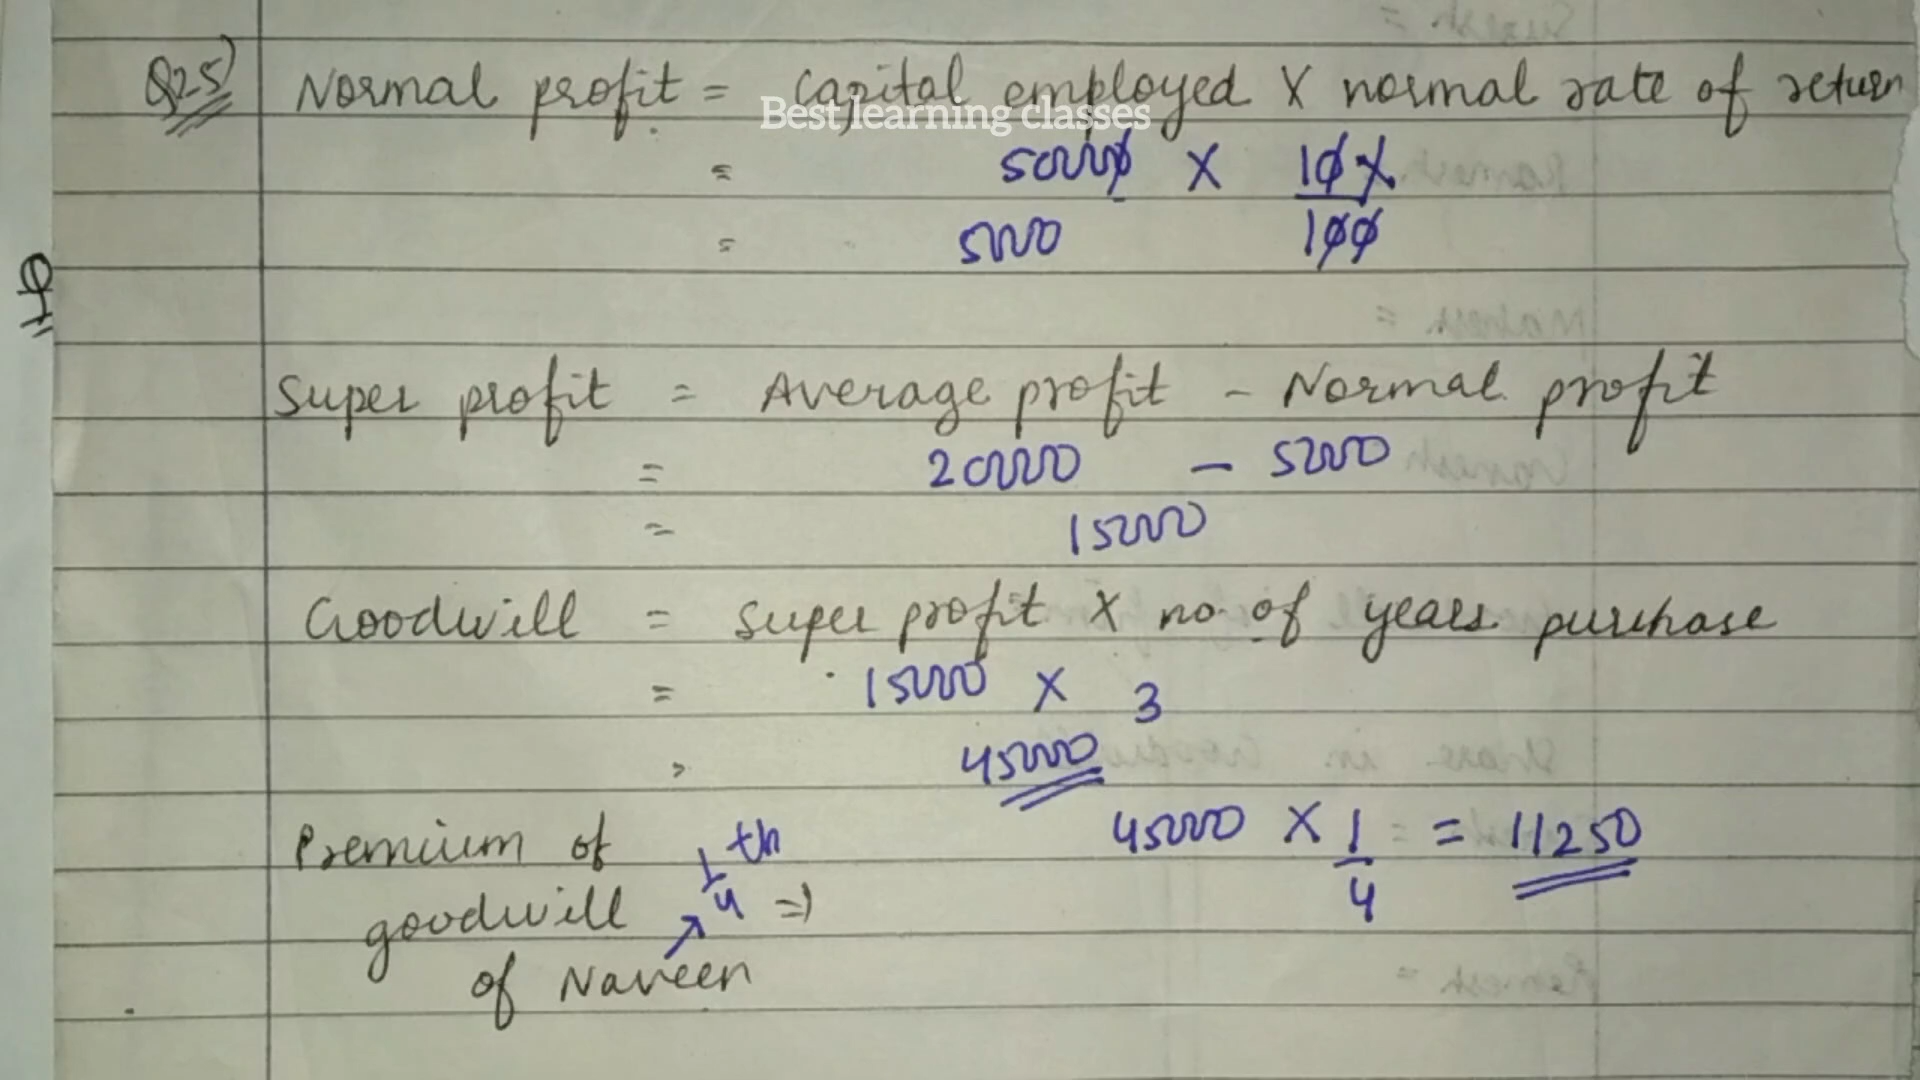 Q25) Normal profit = capital employed X normal rate of return
Best learning classes
= 50000 X 10%
100
= 5000
Super profit = Average profit - Normal profit
= 20000 - 5000
= 15000
Goodwill = Super profit X no. of years purchase
= 15000 X 3
= 45000
Premium of goodwill of Naveen 1/4 th => 45000 X 1/4 = 11250